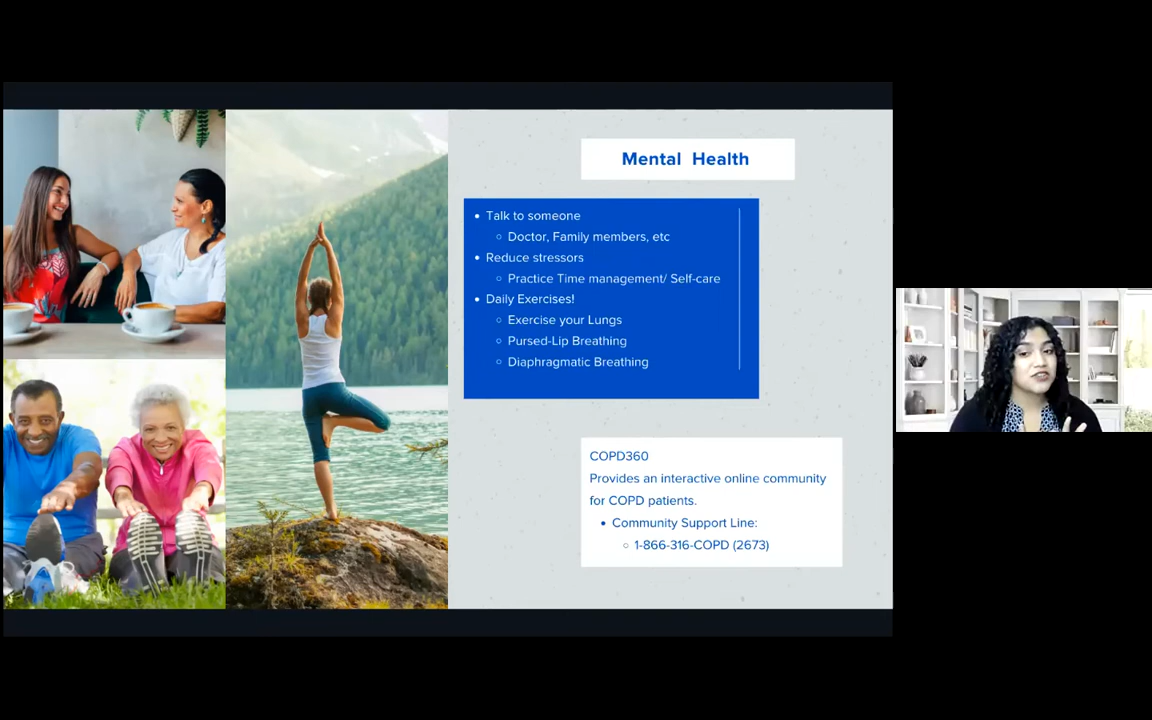 Mental Health
• Talk to someone
○ Doctor, Family members, etc
• Reduce stressors
○ Practice Time management/ Self-care
• Daily Exercises!
○ Exercise your Lungs
○ Pursed-Lip Breathing
○ Diaphragmatic Breathing
COPD360
Provides an interactive online community
for COPD patients.
• Community Support Line:
○ 1-866-316-COPD (2673)